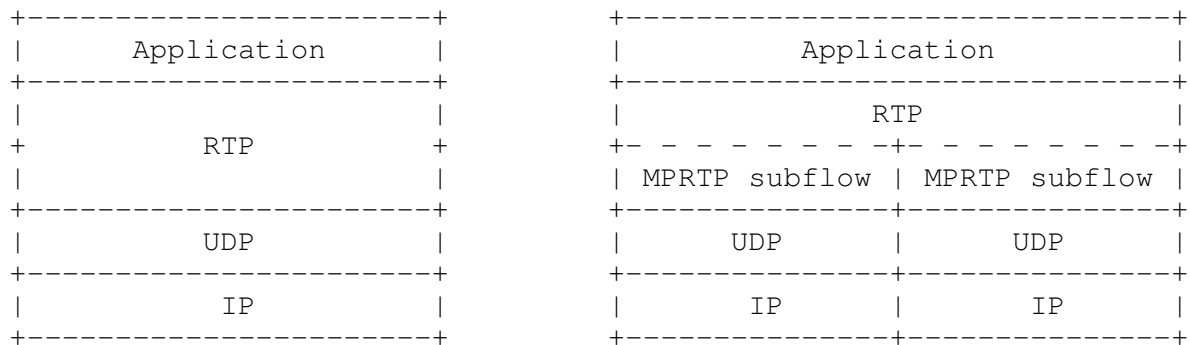 Application Application
RTP
RTP
MPRTP subflow MPRTP subflow
UDP UDP UDP
IP IP IP